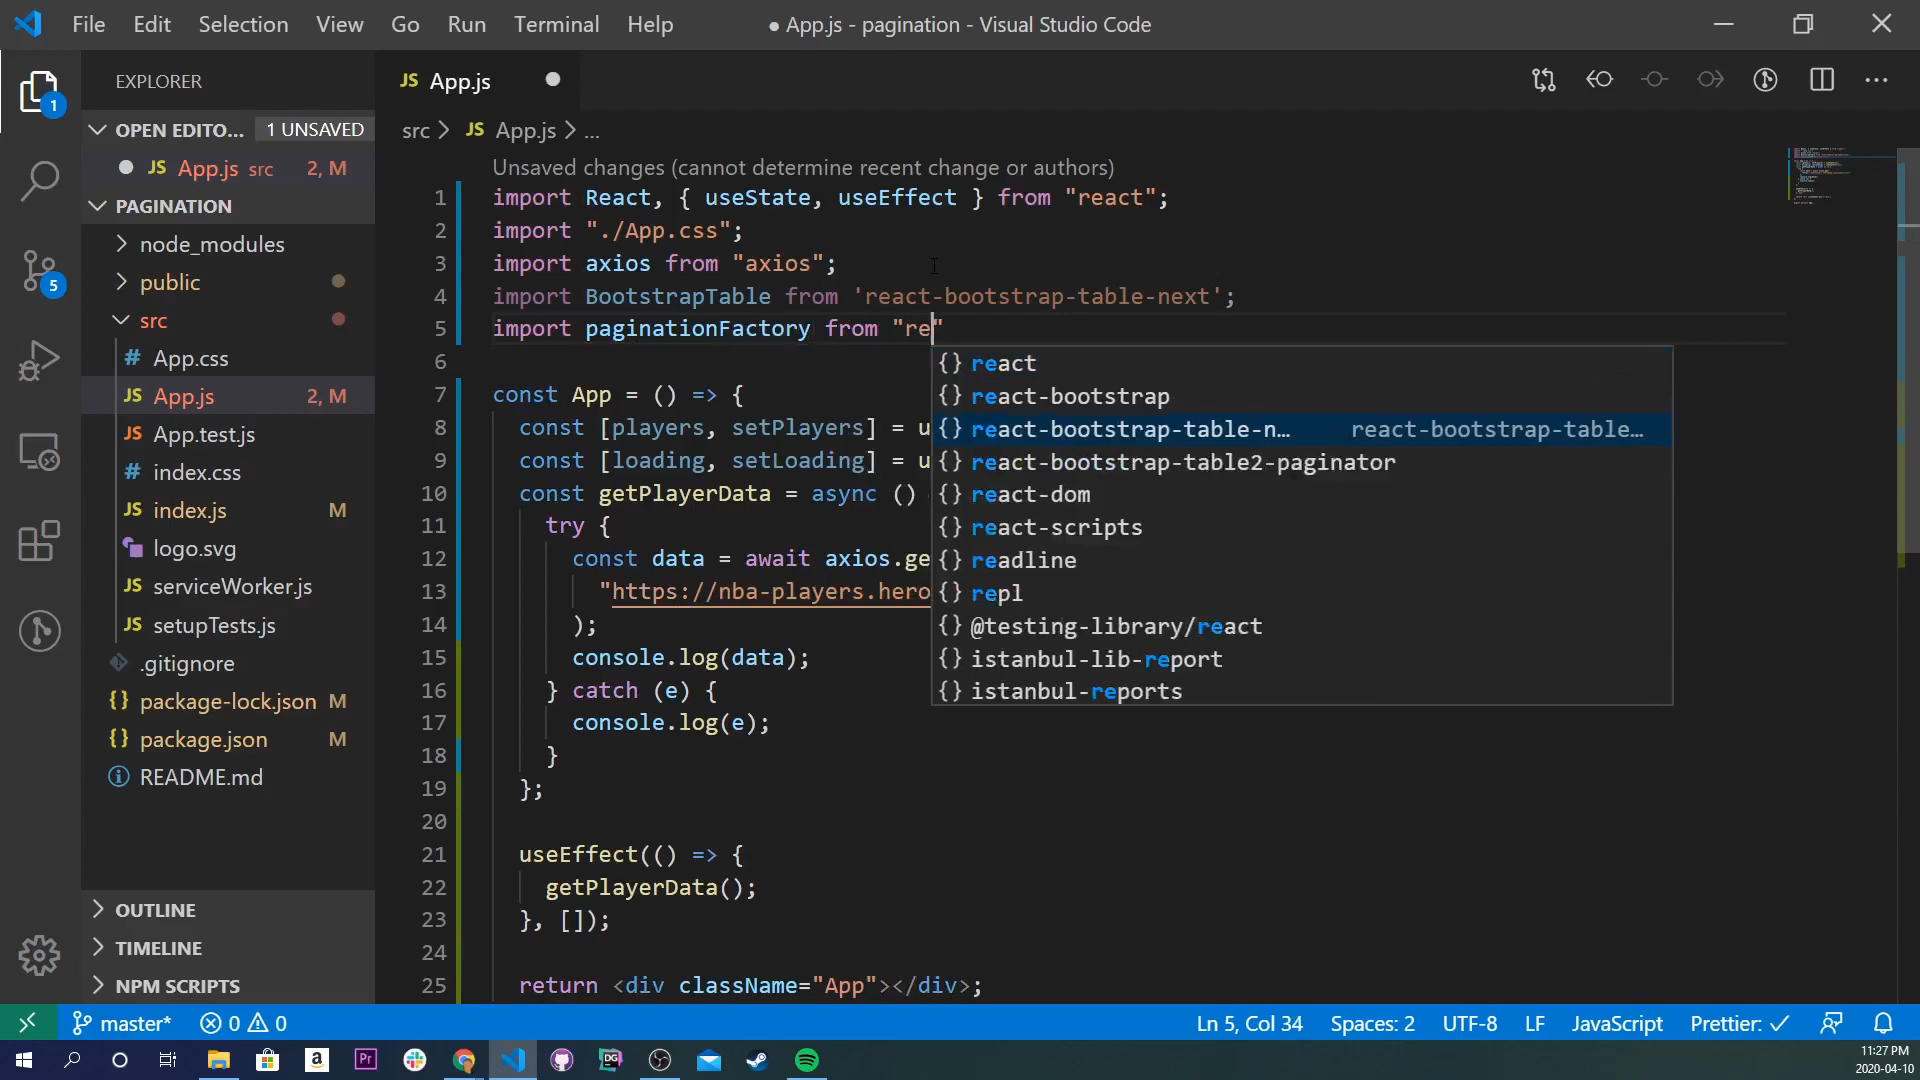 File Edit Selection View Go Run Terminal Help ● App.js - pagination - Visual Studio Code
EXPLORER
OPEN EDITO... 1 UNSAVED
JS App.js src 2, M
PAGINATION
node_modules
public
src
# App.css
JS App.js 2, M
JS App.test.js
# index.css
JS index.js M
logo.svg
JS serviceWorker.js
JS setupTests.js
.gitignore
{} package-lock.json M
{} package.json M
README.md
OUTLINE
TIMELINE
NPM SCRIPTS
1
5
JS App.js
src > JS App.js > ...
Unsaved changes (cannot determine recent change or authors)
1 import React, { useState, useEffect } from "react";
2 import "./App.css";
3 import axios from "axios";
4 import BootstrapTable from 'react-bootstrap-table-next';
5 import paginationFactory from "re"
6
7 const App = () => {
8 const [players, setPlayers] = u
9 const [loading, setLoading] = u
10 const getPlayerData = async ()
11 try {
12 const data = await axios.ge
13 "https://nba-players.hero
14 );
15 console.log(data);
16 } catch (e) {
17 console.log(e);
18 }
19 };
20
21 useEffect(() => {
22 getPlayerData();
23 }, []);
24
25 return <div className="App"></div>;
{} react
{} react-bootstrap
{} react-bootstrap-table-n... react-bootstrap-table...
{} react-bootstrap-table2-paginator
{} react-dom
{} react-scripts
{} readline
{} repl
{} @testing-library/react
{} istanbul-lib-report
{} istanbul-reports
master* 0 0 Ln 5, Col 34 Spaces: 2 UTF-8 LF JavaScript Prettier: ✓
a Pr DG
11:27 PM
2020-04-10